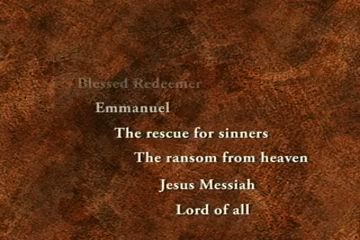 Blessed Redeemer
Emmanuel
The rescue for sinners
The ransom from heaven
Jesus Messiah
Lord of all